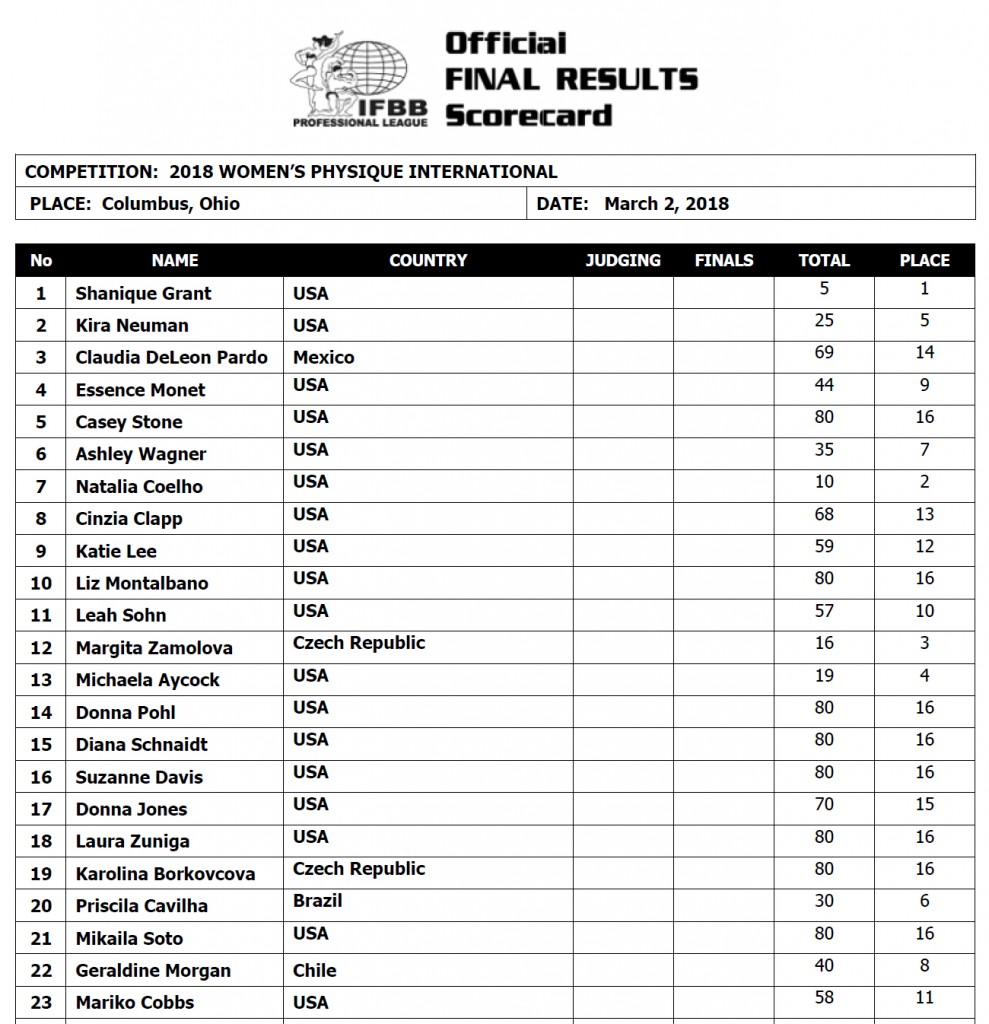 Official
FINAL RESULTS
Scorecard
IFBB
PROFESSIONAL LEAGUE
COMPETITION: 2018 WOMEN’S PHYSIQUE INTERNATIONAL
PLACE: Columbus, Ohio DATE: March 2, 2018
No NAME COUNTRY JUDGING FINALS TOTAL PLACE
1 Shanique Grant USA 5 1
2 Kira Neuman USA 25 5
3 Claudia DeLeon Pardo Mexico 69 14
4 Essence Monet USA 44 9
5 Casey Stone USA 80 16
6 Ashley Wagner USA 35 7
7 Natalia Coelho USA 10 2
8 Cinzia Clapp USA 68 13
9 Katie Lee USA 59 12
10 Liz Montalbano USA 80 16
11 Leah Sohn USA 57 10
12 Margita Zamolova Czech Republic 16 3
13 Michaela Aycock USA 19 4
14 Donna Pohl USA 80 16
15 Diana Schnaidt USA 80 16
16 Suzanne Davis USA 80 16
17 Donna Jones USA 70 15
18 Laura Zuniga USA 80 16
19 Karolina Borkovcova Czech Republic 80 16
20 Priscila Cavilha Brazil 30 6
21 Mikaila Soto USA 80 16
22 Geraldine Morgan Chile 40 8
23 Mariko Cobbs USA 58 11